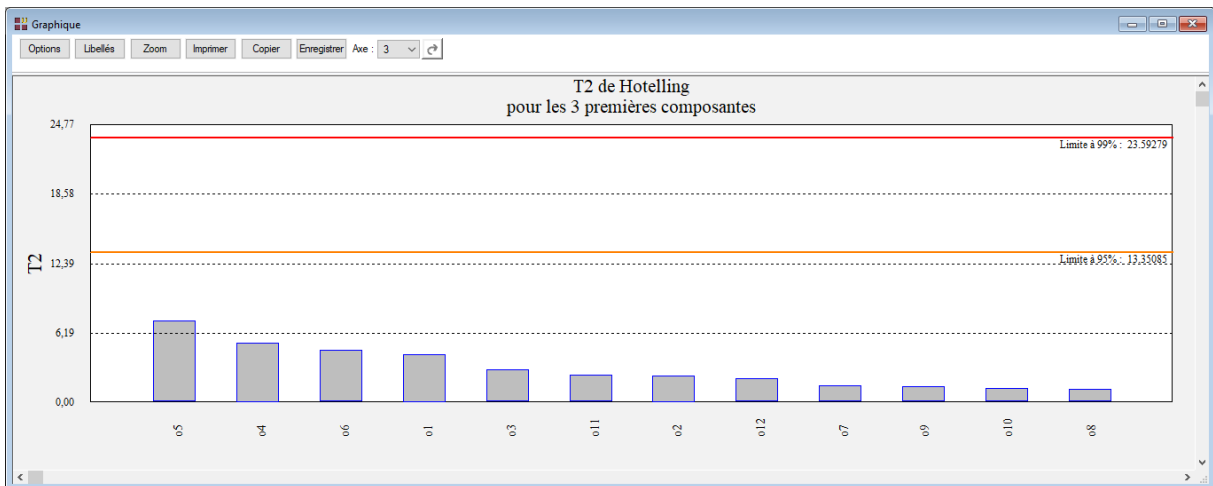 Graphique
Options Libellés Zoom Imprimer Copier Enregistrer Axe : 3
T2 de Hotelling
pour les 3 premières composantes
24,77
Limite à 99% : 23.59279
18,58
T2
12,39
Limite à 95% : 13.35085
6,19
0,00
o5 o4 o6 o1 o3 o11 o2 o12 o7 o9 o10 o8